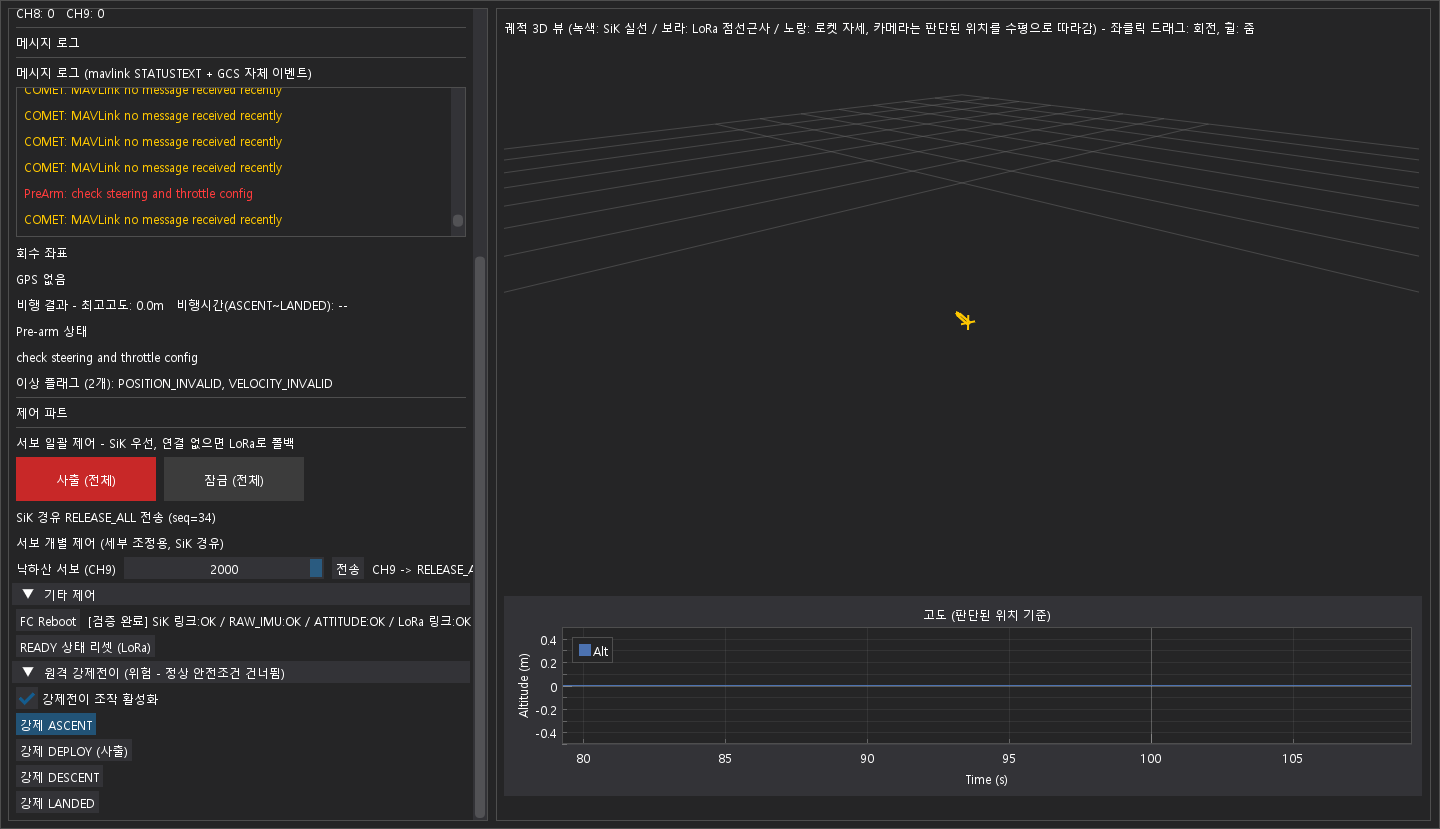 CH8: 0 CH9: 0
메시지 로그
메시지 로그 (mavlink STATUSTEXT + GCS 자체 이벤트)
COMET: MAVLink no message received recently
COMET: MAVLink no message received recently
COMET: MAVLink no message received recently
COMET: MAVLink no message received recently
PreArm: check steering and throttle config
COMET: MAVLink no message received recently
회수 좌표
GPS 없음
비행 결과 - 최고고도: 0.0m 비행시간(ASCENT~LANDED): --
Pre-arm 상태
check steering and throttle config
이상 플래그 (2개): POSITION_INVALID, VELOCITY_INVALID
제어 파트
서보 일괄 제어 - SiK 우선, 연결 없으면 LoRa로 폴백
사출 (전체) 잠금 (전체)
SiK 경유 RELEASE_ALL 전송 (seq=34)
서보 개별 제어 (세부 조정용, SiK 경유)
낙하산 서보 (CH9) 2000 전송 CH9 -> RELEASE_A
▼ 기타 제어
FC Reboot [검증 완료] SiK 링크:OK / RAW_IMU:OK / ATTITUDE:OK / LoRa 링크:OK
READY 상태 리셋 (LoRa)
▼ 원격 강제전이 (위험 - 정상 안전조건 건너뜀)
강제전이 조작 활성화
강제 ASCENT
강제 DEPLOY (사출)
강제 DESCENT
강제 LANDED
궤적 3D 뷰 (녹색: SiK 실선 / 보라: LoRa 점선근사 / 노랑: 로켓 자세, 카메라는 판단된 위치를 수평으로 따라감) - 좌클릭 드래그: 회전, 휠: 줌
고도 (판단된 위치 기준)
Alt
Altitude (m)
0.4
0.2
0
-0.2
-0.4
80 85 90 95 100 105
Time (s)